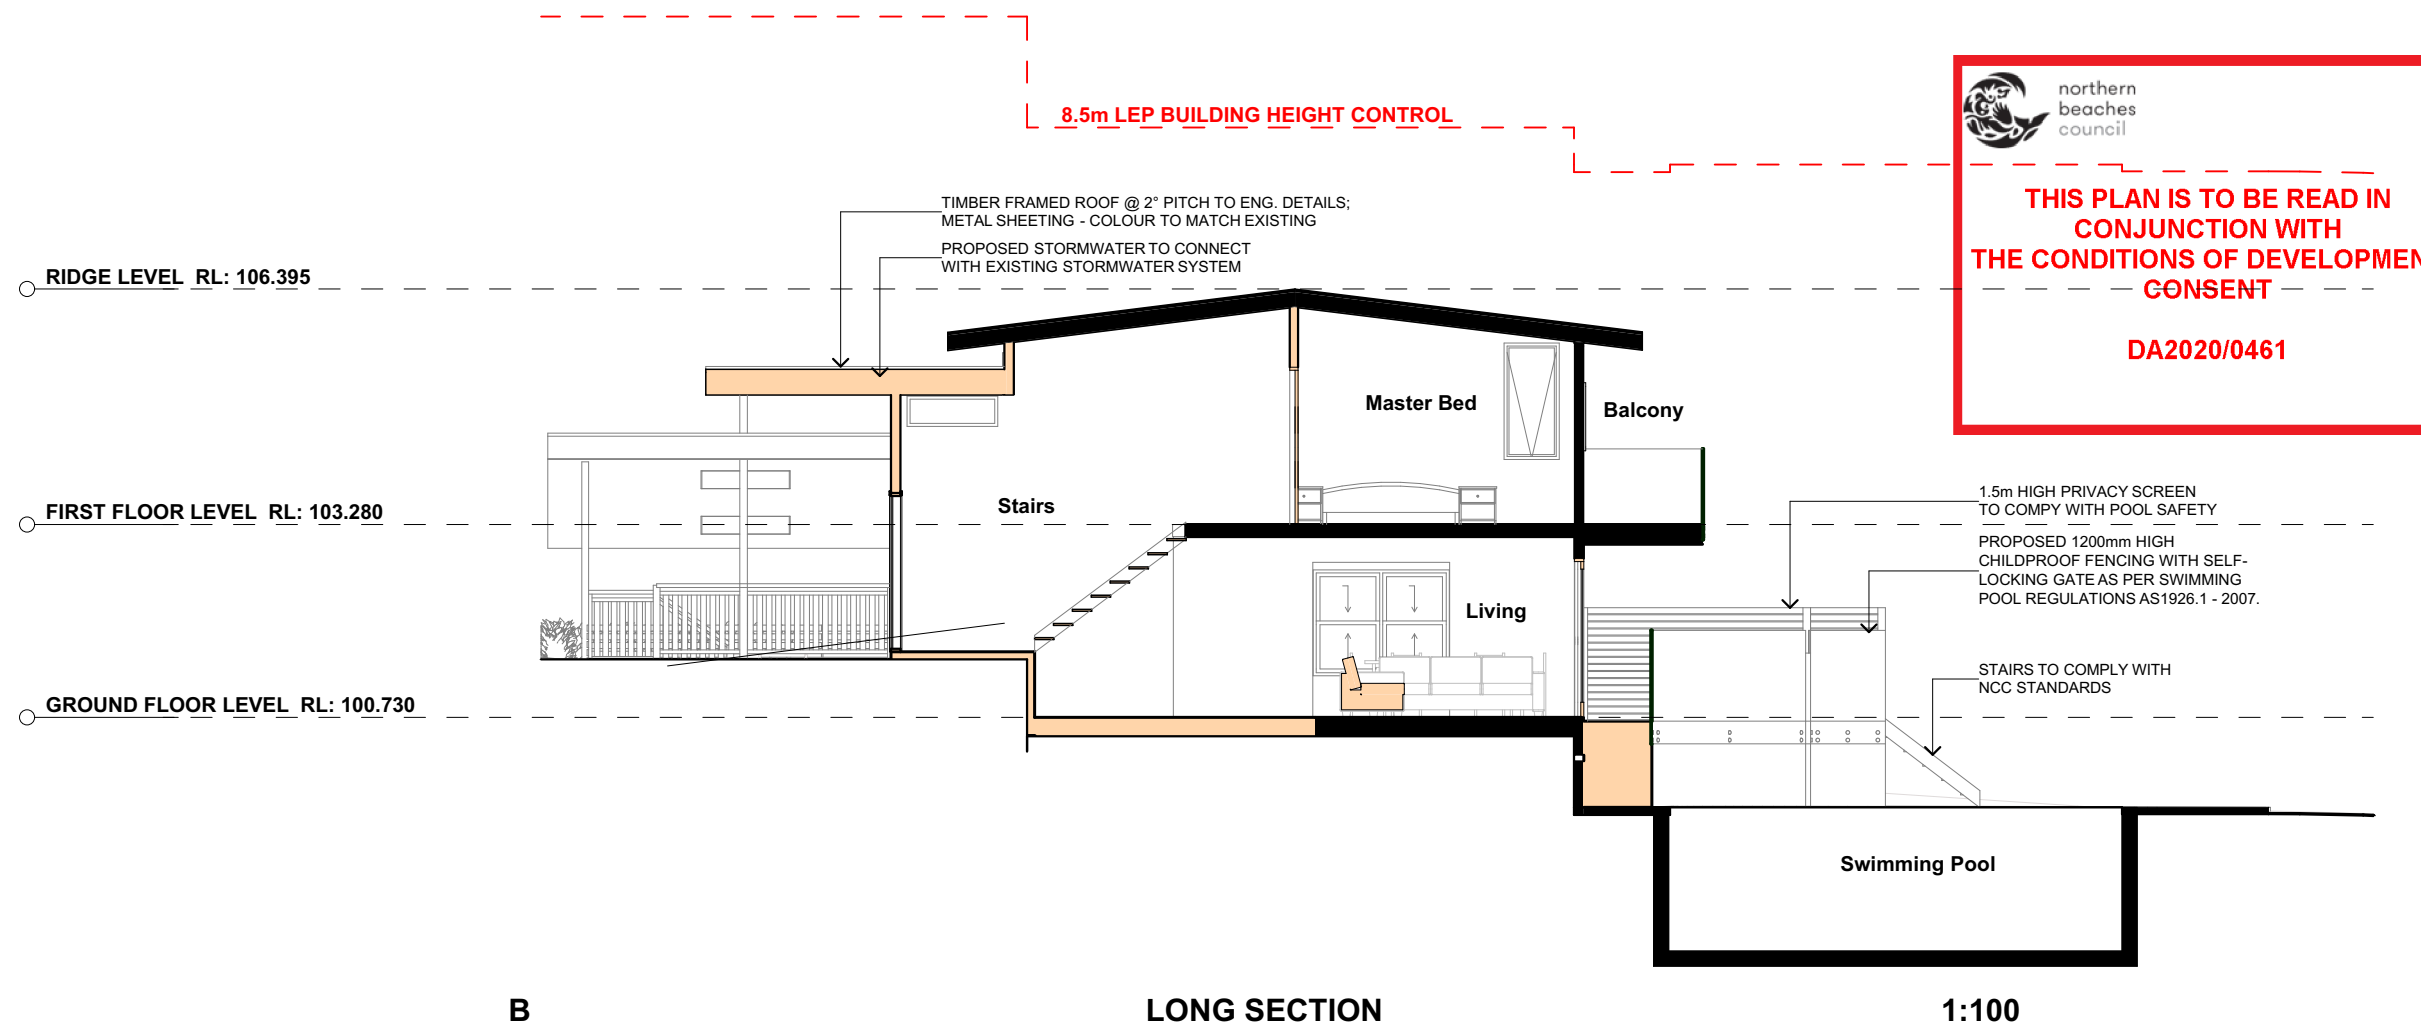 8.5m LEP BUILDING HEIGHT CONTROL
northern
beaches
council
THIS PLAN IS TO BE READ IN
CONJUNCTION WITH
THE CONDITIONS OF DEVELOPMEN
CONSENT
DA2020/0461
TIMBER FRAMED ROOF @ 2° PITCH TO ENG. DETAILS;
METAL SHEETING - COLOUR TO MATCH EXISTING
PROPOSED STORMWATER TO CONNECT
WITH EXISTING STORMWATER SYSTEM
RIDGE LEVEL RL: 106.395
Master Bed
Balcony
Stairs
FIRST FLOOR LEVEL RL: 103.280
1.5m HIGH PRIVACY SCREEN
TO COMPY WITH POOL SAFETY
PROPOSED 1200mm HIGH
CHILDPROOF FENCING WITH SELF-
LOCKING GATE AS PER SWIMMING
POOL REGULATIONS AS1926.1 - 2007.
Living
STAIRS TO COMPLY WITH
NCC STANDARDS
GROUND FLOOR LEVEL RL: 100.730
Swimming Pool
B
LONG SECTION
1:100